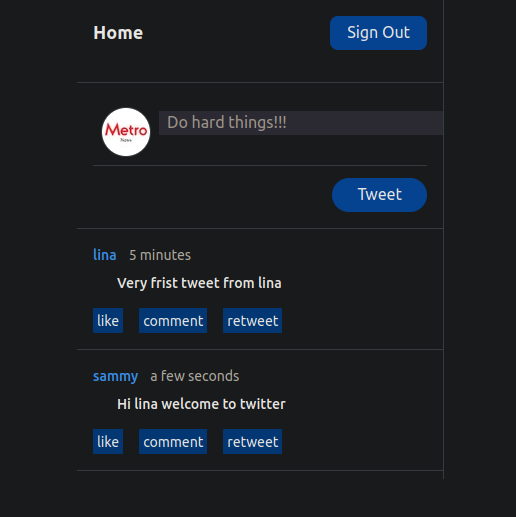 Home
Sign Out
Metro
News
Do hard things!!!
Tweet
lina 5 minutes
Very frist tweet from lina
like comment retweet
sammy a few seconds
Hi lina welcome to twitter
like comment retweet